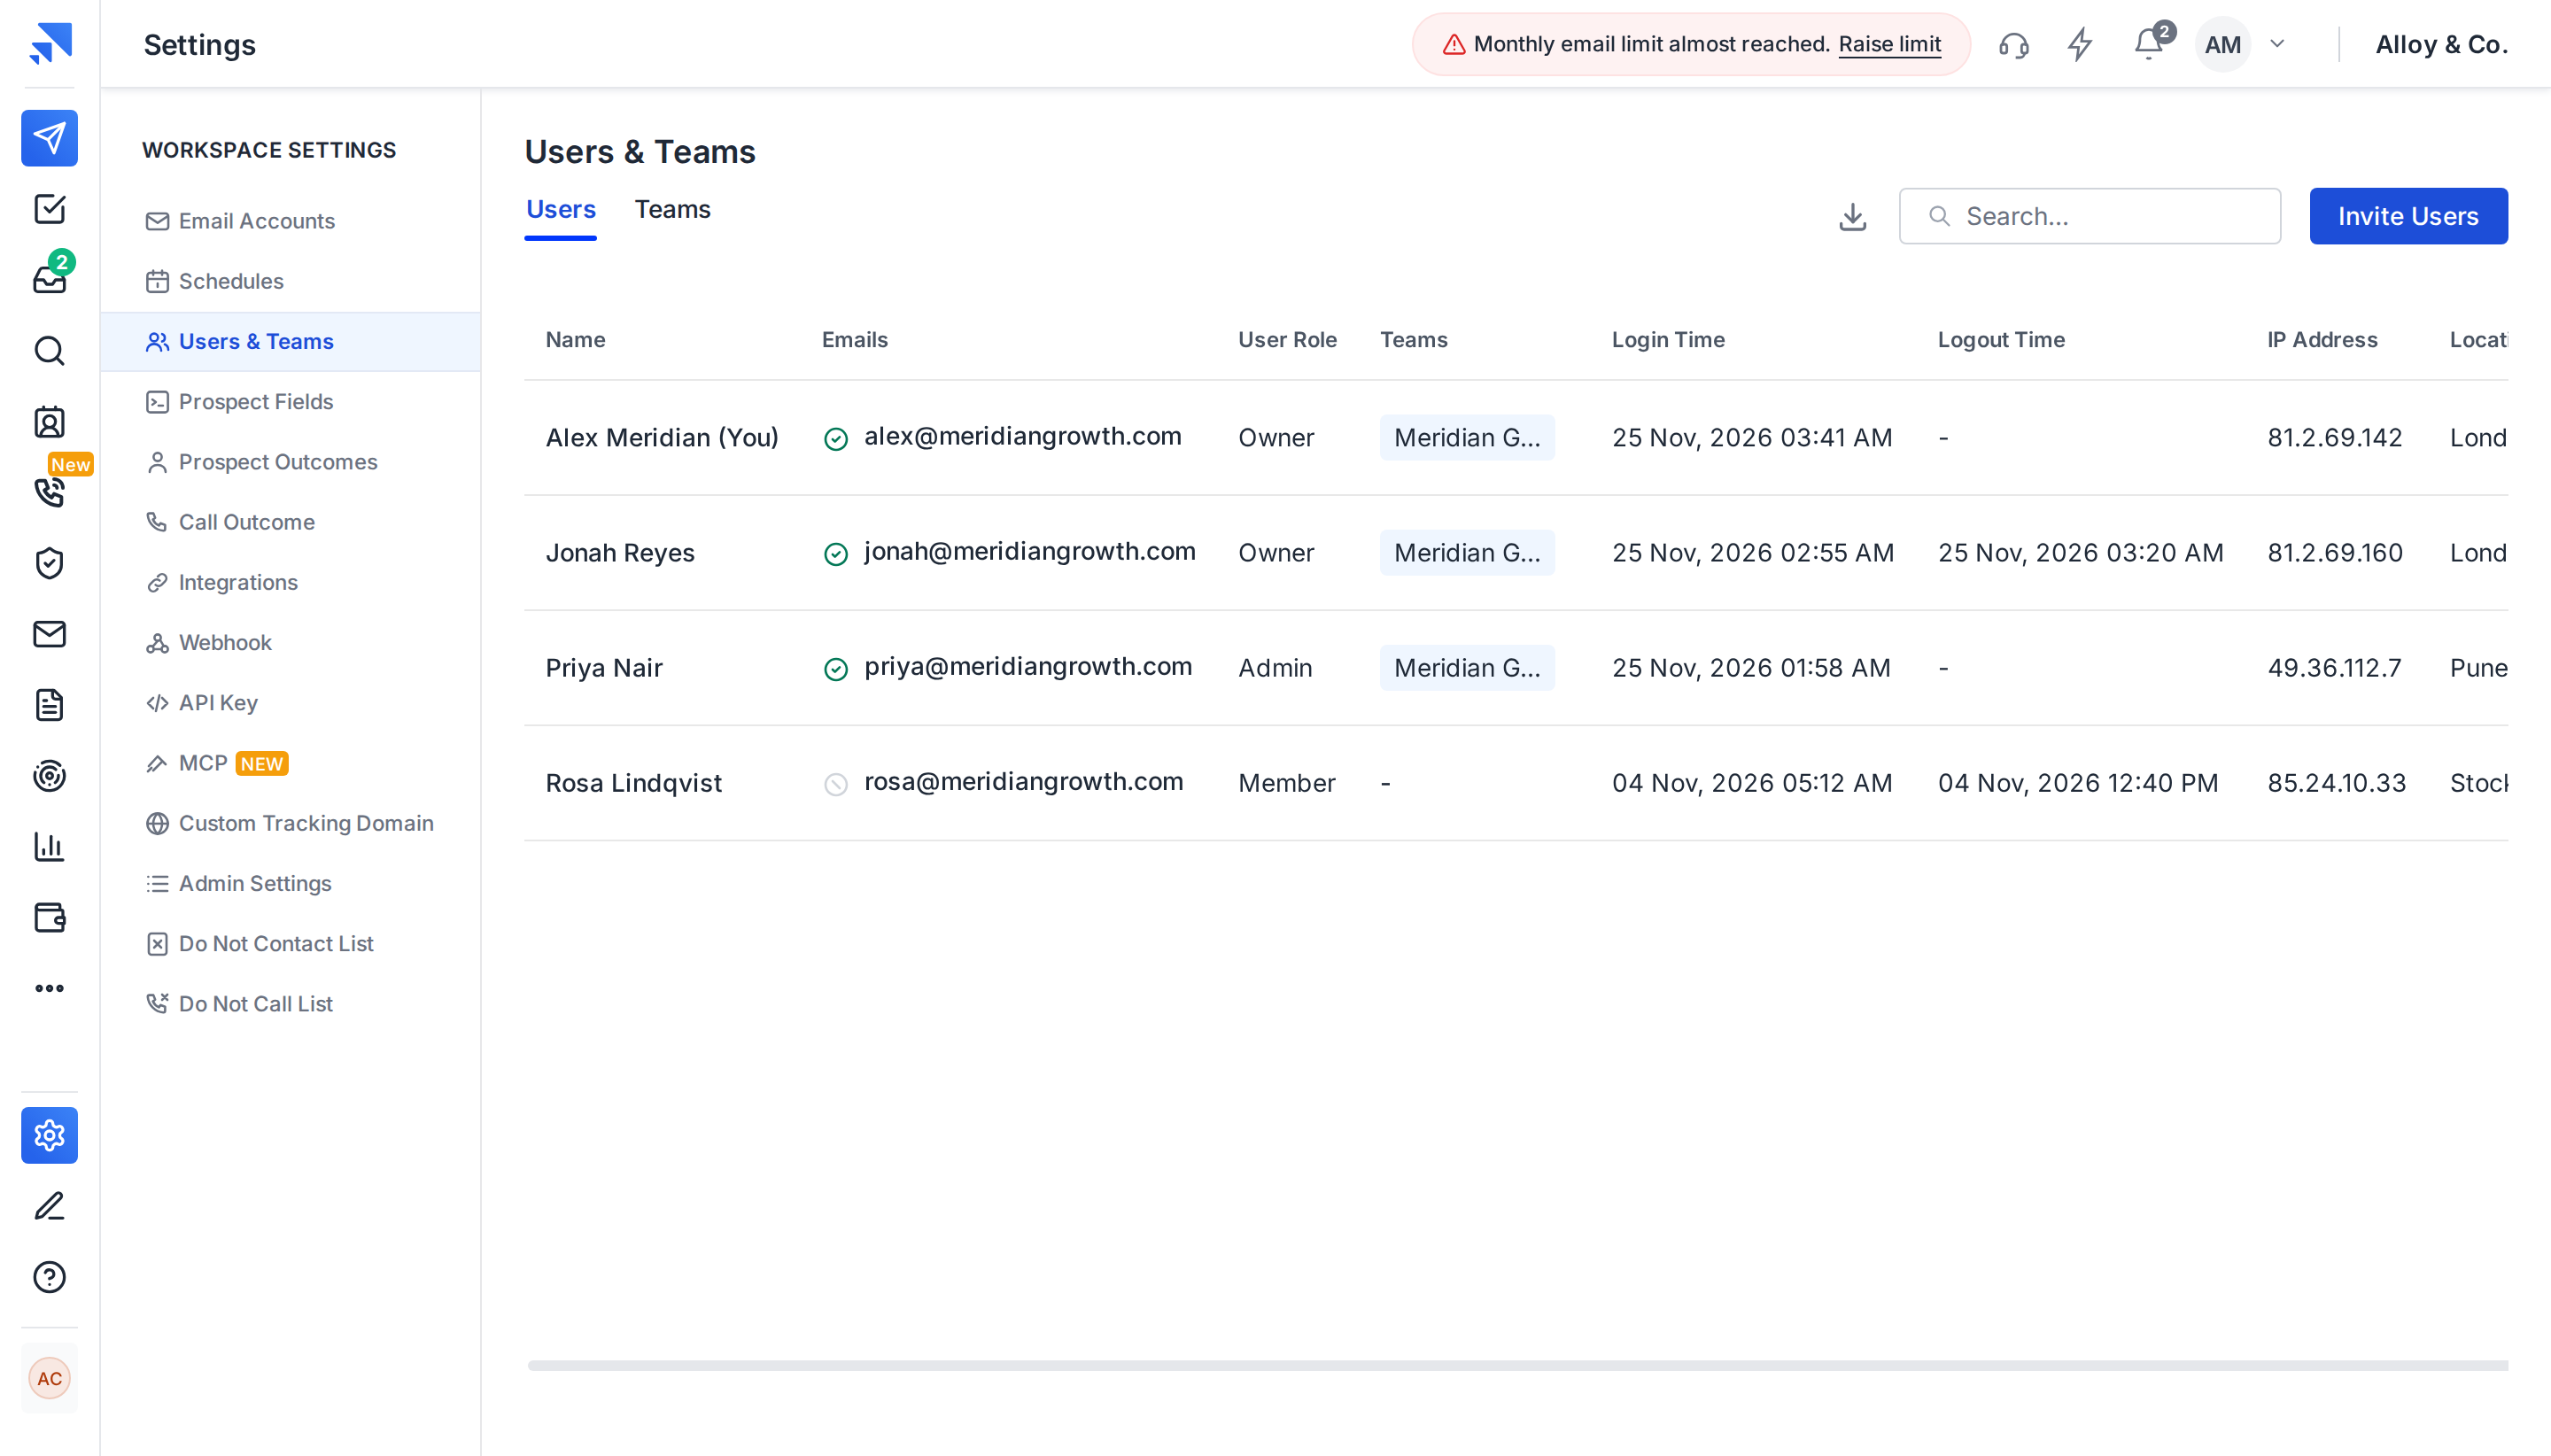 Settings
Monthly email limit almost reached. Raise limit
2
AM
Alloy & Co.
WORKSPACE SETTINGS
Email Accounts
Schedules
Users & Teams
Prospect Fields
Prospect Outcomes
Call Outcome
Integrations
Webhook
API Key
MCP NEW
Custom Tracking Domain
Admin Settings
Do Not Contact List
Do Not Call List
2
New
AC
Users & Teams
Users Teams
Search...
Invite Users
Name Emails User Role Teams Login Time Logout Time IP Address Locati
Alex Meridian (You) alex@meridiangrowth.com Owner Meridian G... 25 Nov, 2026 03:41 AM - 81.2.69.142 Lond
Jonah Reyes jonah@meridiangrowth.com Owner Meridian G... 25 Nov, 2026 02:55 AM 25 Nov, 2026 03:20 AM 81.2.69.160 Lond
Priya Nair priya@meridiangrowth.com Admin Meridian G... 25 Nov, 2026 01:58 AM - 49.36.112.7 Pune
Rosa Lindqvist rosa@meridiangrowth.com Member - 04 Nov, 2026 05:12 AM 04 Nov, 2026 12:40 PM 85.24.10.33 Stock